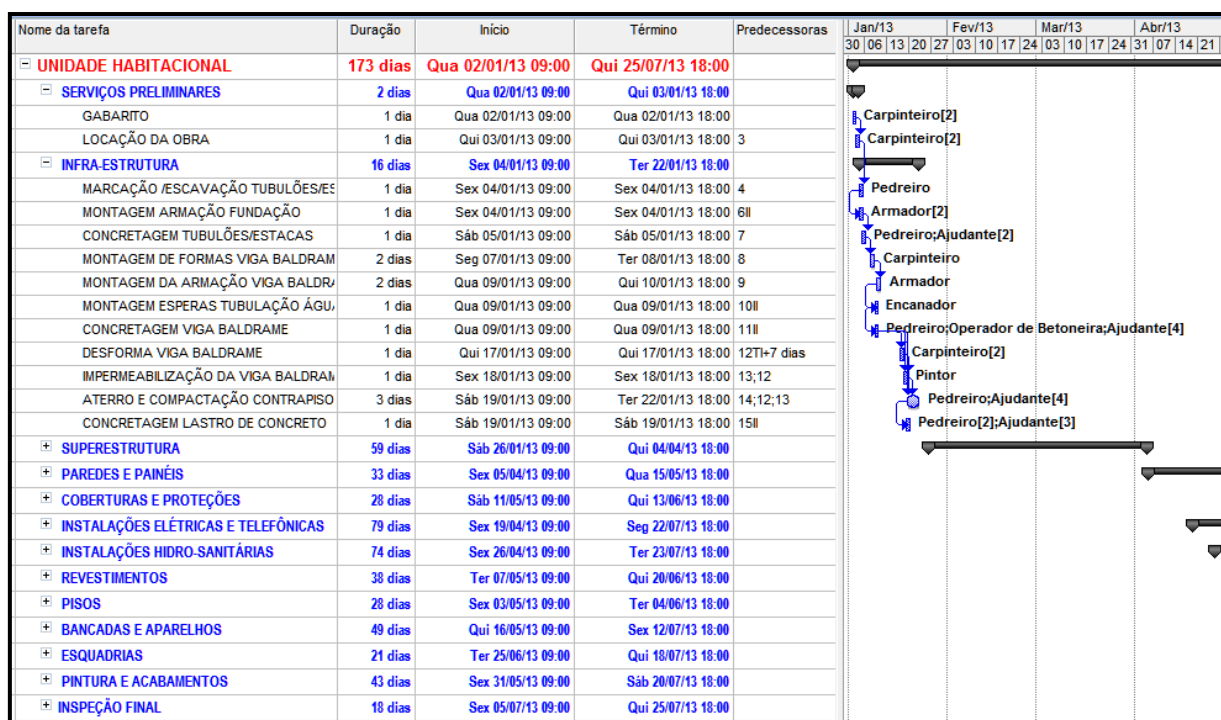 Nome da tarefa Duração Início Término Predecessoras Jan/13 Fev/13 Mar/13 Abr/13
30 06 13 20 27 03 10 17 24 03 10 17 24 31 07 14 21
UNIDADE HABITACIONAL 173 dias Qua 02/01/13 09:00 Qui 25/07/13 18:00
SERVIÇOS PRELIMINARES 2 dias Qua 02/01/13 09:00 Qui 03/01/13 18:00
GABARITO 1 dia Qua 02/01/13 09:00 Qua 02/01/13 18:00 Carpinteiro[2]
LOCAÇÃO DA OBRA 1 dia Qui 03/01/13 09:00 Qui 03/01/13 18:00 3 Carpinteiro[2]
INFRA-ESTRUTURA 16 dias Sex 04/01/13 09:00 Ter 22/01/13 18:00
MARCAÇÃO /ESCAVAÇÃO TUBULÕES/ES 1 dia Sex 04/01/13 09:00 Sex 04/01/13 18:00 4 Pedreiro
MONTAGEM ARMAÇÃO FUNDAÇÃO 1 dia Sex 04/01/13 09:00 Sex 04/01/13 18:00 6II Armador[2]
CONCRETAGEM TUBULÕES/ESTACAS 1 dia Sáb 05/01/13 09:00 Sáb 05/01/13 18:00 7 Pedreiro;Ajudante[2]
MONTAGEM DE FORMAS VIGA BALDRAM 2 dias Seg 07/01/13 09:00 Ter 08/01/13 18:00 8 Carpinteiro
MONTAGEM DA ARMAÇÃO VIGA BALDRA 2 dias Qua 09/01/13 09:00 Qui 10/01/13 18:00 9 Armador
MONTAGEM ESPERAS TUBULAÇÃO ÁGU 1 dia Qua 09/01/13 09:00 Qua 09/01/13 18:00 10II Encanador
CONCRETAGEM VIGA BALDRAME 1 dia Qua 09/01/13 09:00 Qua 09/01/13 18:00 11II Pedreiro;Operador de Betoneira;Ajudante[4]
DESFORMA VIGA BALDRAME 1 dia Qui 17/01/13 09:00 Qui 17/01/13 18:00 12TI+7 dias Carpinteiro[2]
IMPERMEABILIZAÇÃO DA VIGA BALDRAM 1 dia Sex 18/01/13 09:00 Sex 18/01/13 18:00 13;12 Pintor
ATERRO E COMPACTAÇÃO CONTRAPISO 3 dias Sáb 19/01/13 09:00 Ter 22/01/13 18:00 14;12;13 Pedreiro;Ajudante[4]
CONCRETAGEM LASTRO DE CONCRETO 1 dia Sáb 19/01/13 09:00 Sáb 19/01/13 18:00 15II Pedreiro[2];Ajudante[3]
SUPERESTRUTURA 59 dias Sáb 26/01/13 09:00 Qui 04/04/13 18:00
PAREDES E PAINÉIS 33 dias Sex 05/04/13 09:00 Qua 15/05/13 18:00
COBERTURAS E PROTEÇÕES 28 dias Sáb 11/05/13 09:00 Qui 13/06/13 18:00
INSTALAÇÕES ELÉTRICAS E TELEFÔNICAS 79 dias Sex 19/04/13 09:00 Seg 22/07/13 18:00
INSTALAÇÕES HIDRO-SANITÁRIAS 74 dias Sex 26/04/13 09:00 Ter 23/07/13 18:00
REVESTIMENTOS 38 dias Ter 07/05/13 09:00 Qui 20/06/13 18:00
PISOS 28 dias Sex 03/05/13 09:00 Ter 04/06/13 18:00
BANCADAS E APARELHOS 49 dias Qui 16/05/13 09:00 Sex 12/07/13 18:00
ESQUADRIAS 21 dias Ter 25/06/13 09:00 Qui 18/07/13 18:00
PINTURA E ACABAMENTOS 43 dias Sex 31/05/13 09:00 Sáb 20/07/13 18:00
INSPEÇÃO FINAL 18 dias Sex 05/07/13 09:00 Qui 25/07/13 18:00